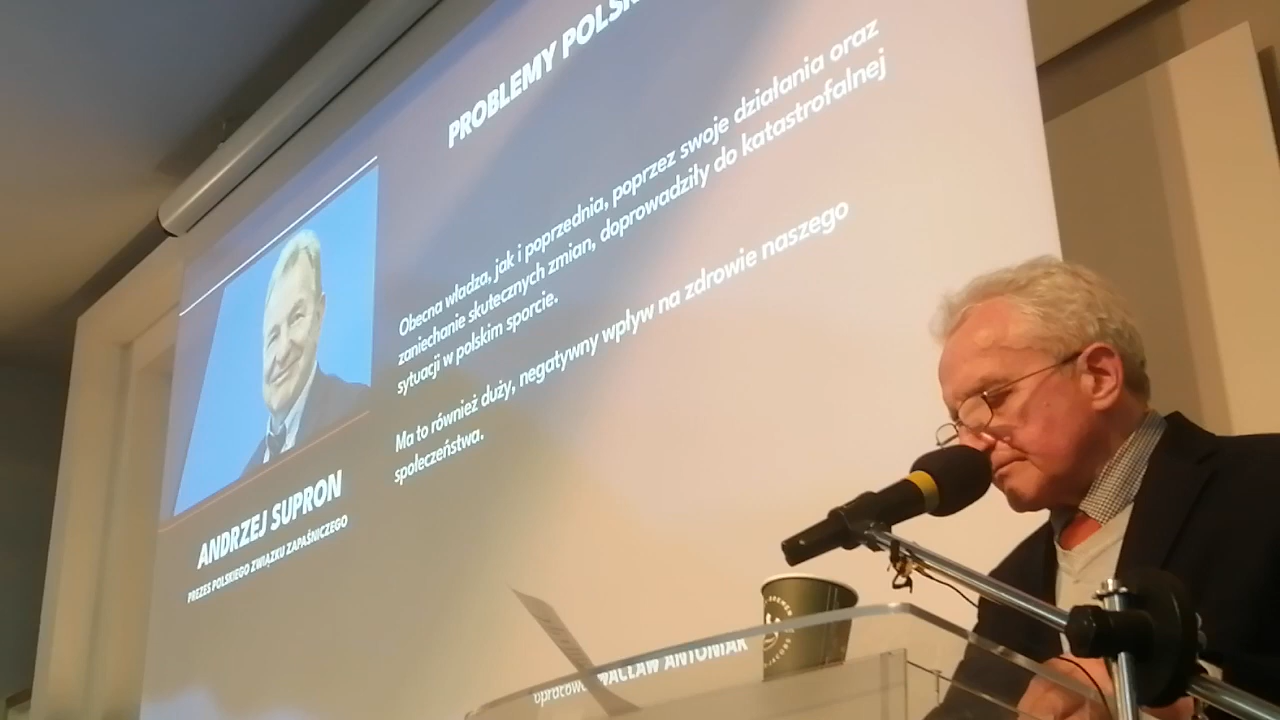 PROBLEMY POLSK
Obecna władza, jak i poprzednia, poprzez swoje działania oraz
zaniechanie skutecznych zmian, doprowadziły do katastrofalnej
sytuacji w polskim sporcie.
Ma to również duży, negatywny wpływ na zdrowie naszego
społeczeństwa.
ANDRZEJ SUPRON
PREZES POLSKIEGO ZWIĄZKU ZAPAŚNICZEGO
WACŁAW ANTONIAK